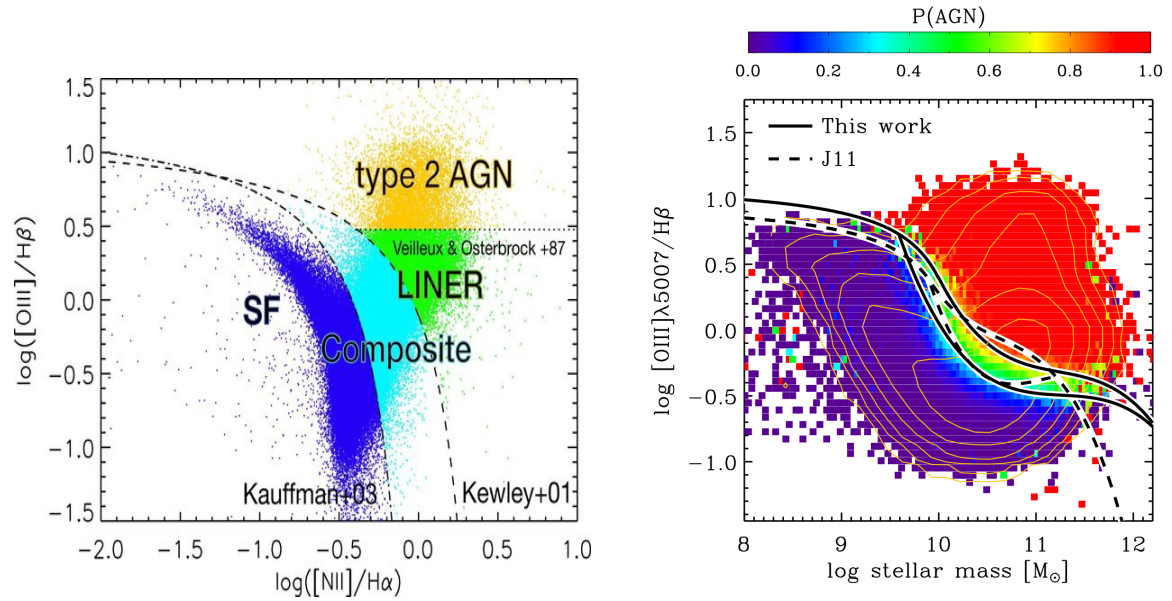 1.5
1.0
0.5
0.0
−0.5
−1.0
−1.5
log([OIII]/Hβ)
type 2 AGN
Veilleux & Osterbrock +87
LINER
SF
Composite
Kauffman+03
Kewley+01
−2.0 −1.5 −1.0 −0.5 0.0 0.5 1.0
log([NII]/Hα)
P(AGN)
0.0 0.2 0.4 0.6 0.8 1.0
This work
J11
1.5
1.0
0.5
0.0
−0.5
−1.0
log [OIII]λ5007/Hβ
8 9 10 11 12
log stellar mass [M⊙]